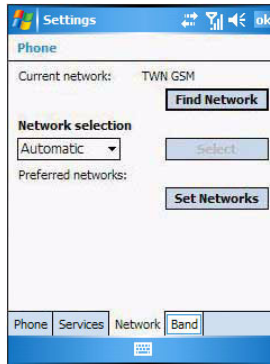 Settings ok
Phone
Current network: TWN GSM
Find Network
Network selection
Automatic Select
Preferred networks:
Set Networks
Phone Services Network Band